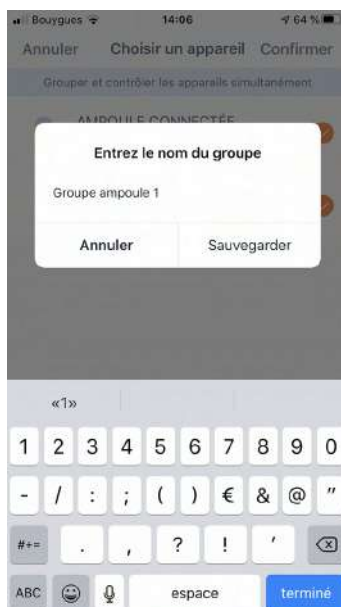 Bouygues 14:06 64 %
Annuler Choisir un appareil Confirmer
Grouper et contrôler les appareils simultanément
AMPOULE CONNECTÉE
Entrez le nom du groupe
Groupe ampoule 1
Annuler Sauvegarder
«1»
1 2 3 4 5 6 7 8 9 0
- / : ; ( ) € & @ "
#+= . , ? ! '
ABC espace terminé